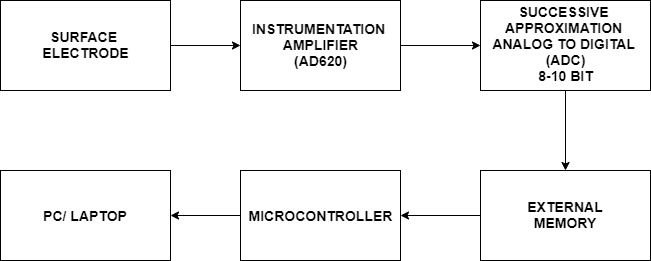 SURFACE
ELECTRODE
INSTRUMENTATION
AMPLIFIER
(AD620)
SUCCESSIVE
APPROXIMATION
ANALOG TO DIGITAL
(ADC)
8-10 BIT
PC/ LAPTOP
MICROCONTROLLER
EXTERNAL
MEMORY